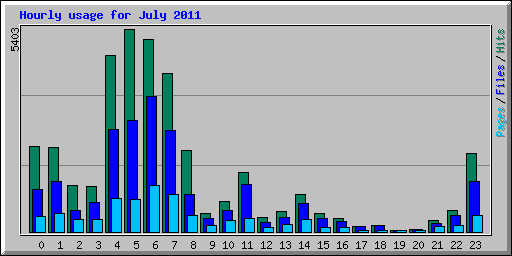 Hourly usage for July 2011
5403
Pages / Files / Hits
0 1 2 3 4 5 6 7 8 9 10 11 12 13 14 15 16 17 18 19 20 21 22 23